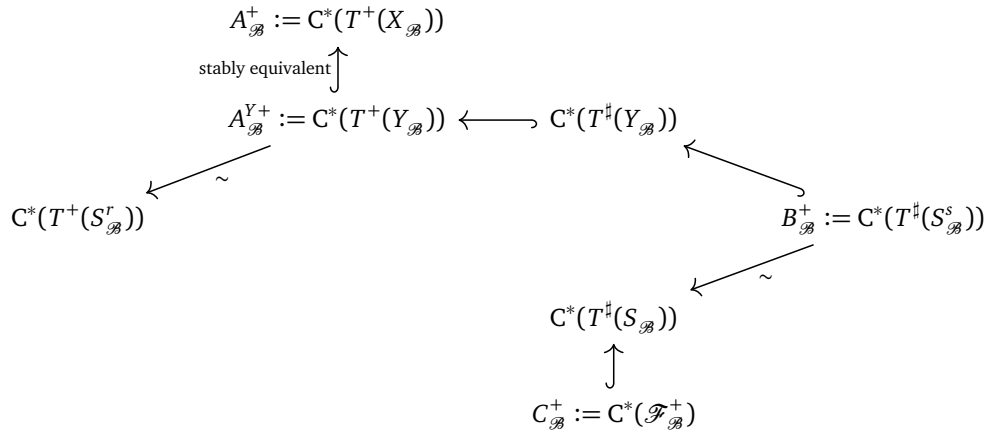 A^+_ℬ := C*(T^+(X_ℬ))
stably equivalent
A^{Y+}_ℬ := C*(T^+(Y_ℬ)) C*(T^♯(Y_ℬ))
∼
C*(T^+(S^r_ℬ)) B^+_ℬ := C*(T^♯(S^s_ℬ))
∼
C*(T^♯(S_ℬ))
C^+_ℬ := C*(ℱ^+_ℬ)